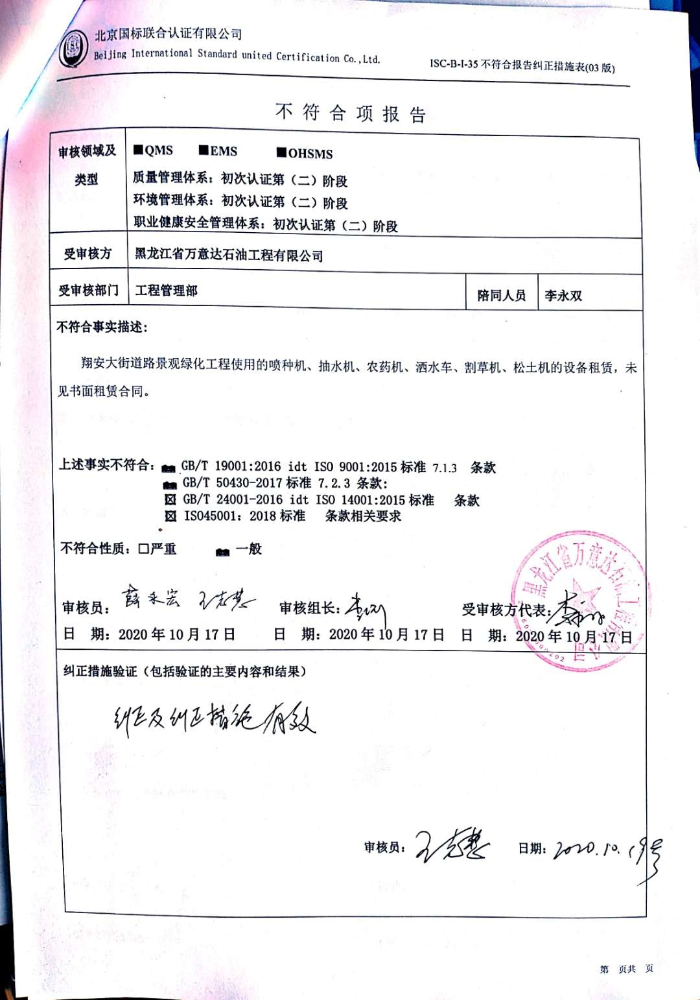 北京国标联合认证有限公司
Beijing International Standard united Certification Co.,Ltd.
ISC-B-I-35 不符合报告纠正措施表(03 版)
不符合项报告
审核领域及类型
■QMS ■EMS ■OHSMS
质量管理体系：初次认证第（二）阶段
环境管理体系：初次认证第（二）阶段
职业健康安全管理体系：初次认证第（二）阶段
受审核方 黑龙江省万意达石油工程有限公司
受审核部门 工程管理部 陪同人员 李永双
不符合事实描述：
翔安大街道路景观绿化工程使用的喷种机、抽水机、农药机、洒水车、割草机、松土机的设备租赁，未
见书面租赁合同。
上述事实不符合： GB/T 19001:2016 idt ISO 9001:2015 标准 7.1.3 条款
GB/T 50430-2017 标准 7.2.3 条款:
☒ GB/T 24001-2016 idt ISO 14001:2015 标准 条款
☒ ISO45001：2018 标准 条款相关要求
不符合性质：□严重 一般
审核员： 审核组长： 受审核方代表：
日 期：2020 年 10 月 17 日 日 期：2020 年 10 月 17 日 日 期：2020 年 10 月 17 日
黑龙江省万意达石油工程有限公司
纠正措施验证（包括验证的主要内容和结果）
纠正及纠正措施有效
审核员：王志慧 日期：2020.10.19号
第 页共 页